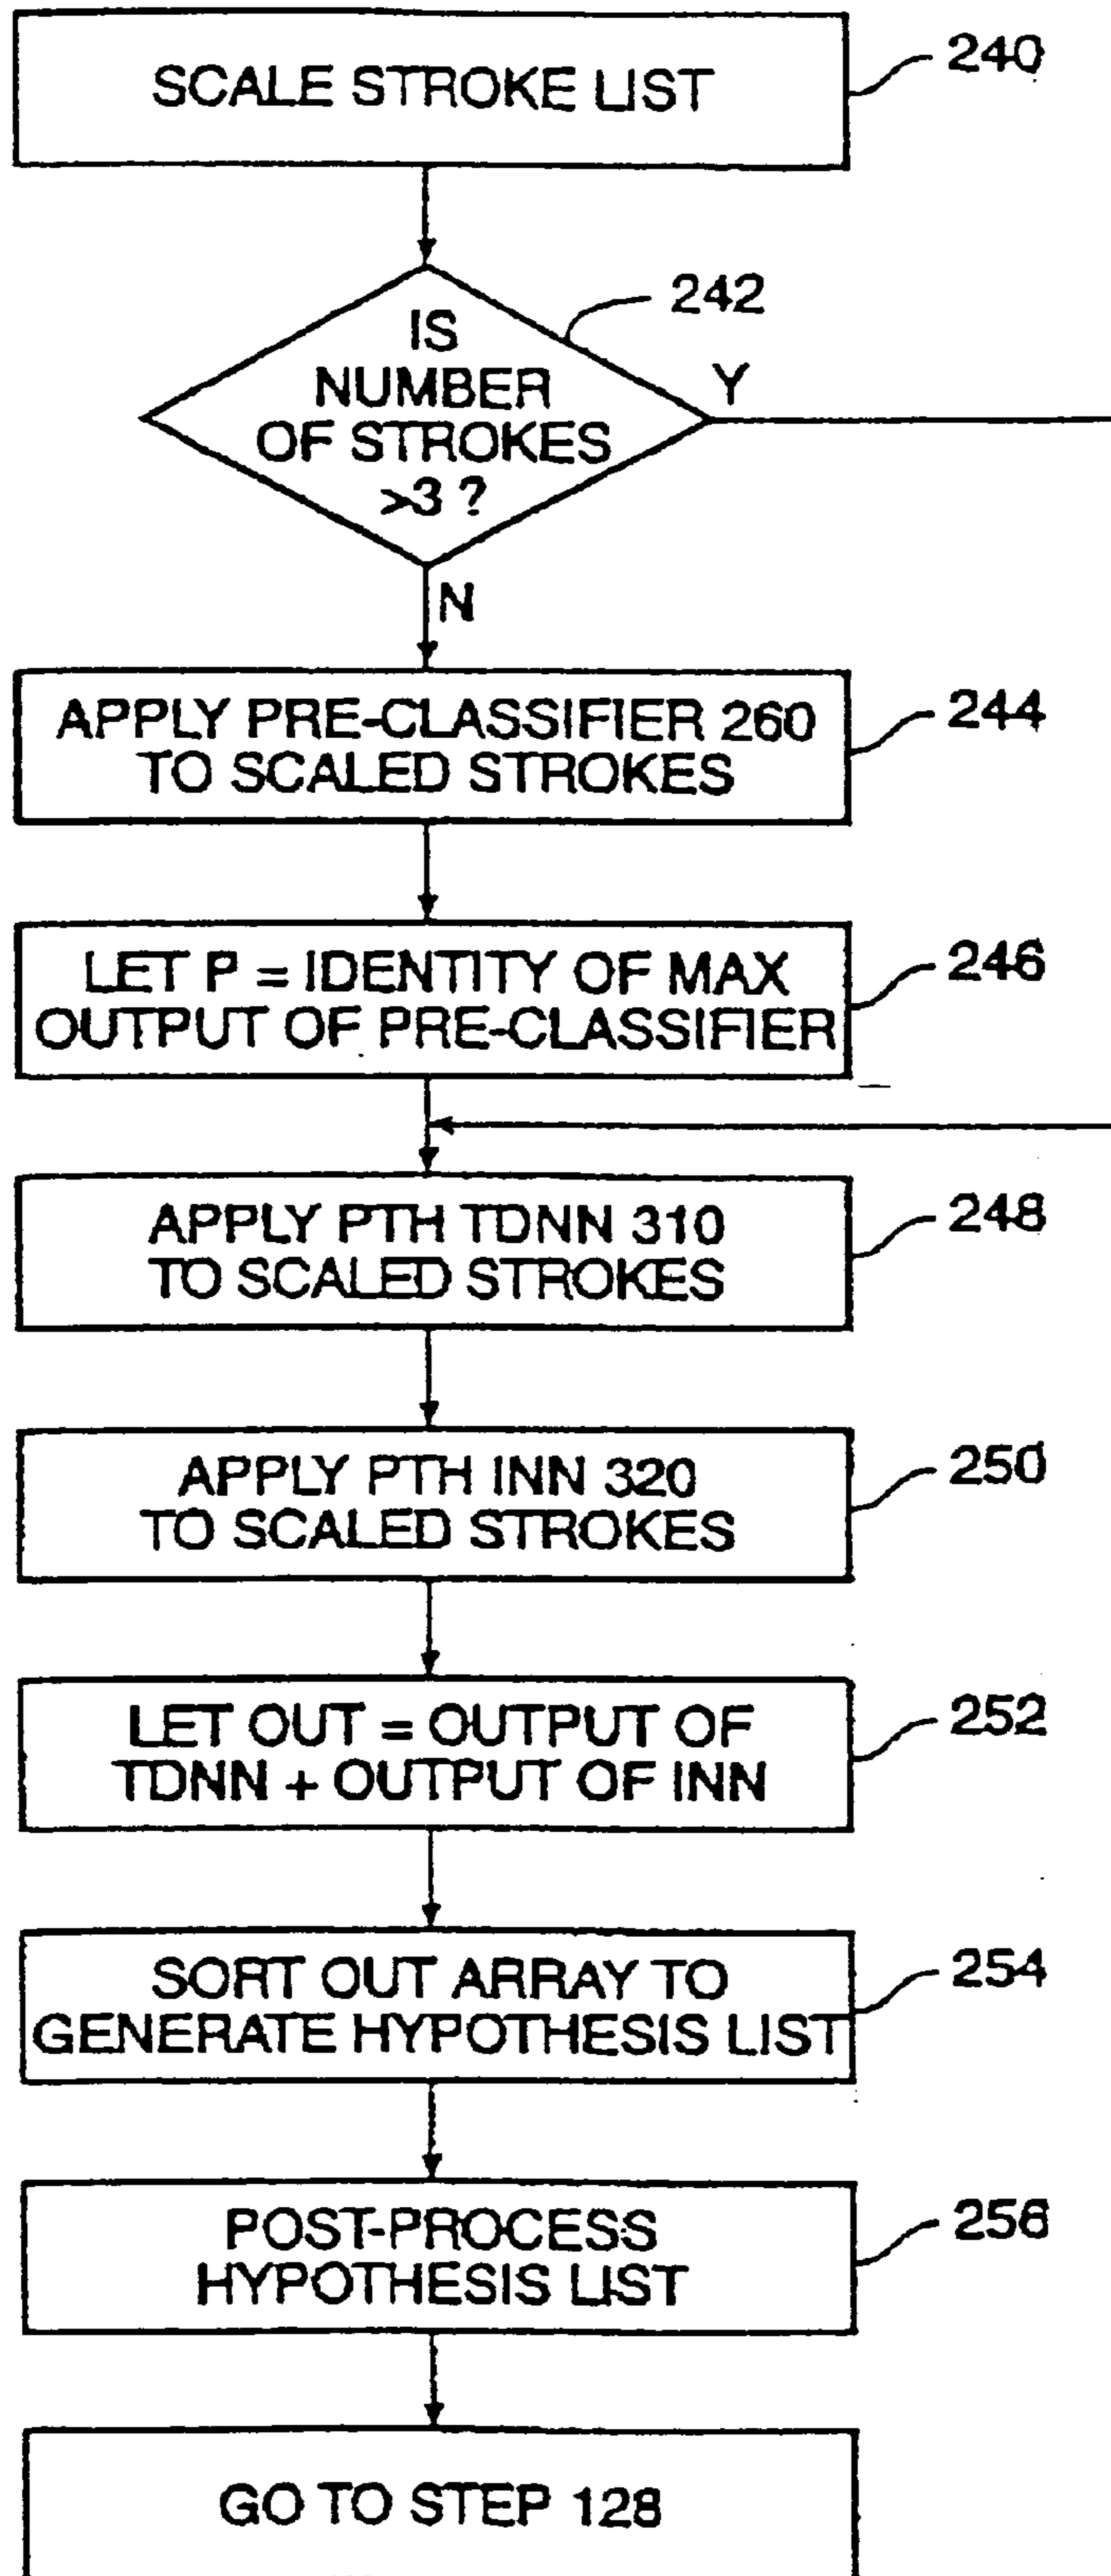 SCALE STROKE LIST
240
IS
NUMBER
OF STROKES
>3 ?
242
Y
N
APPLY PRE-CLASSIFIER 260
TO SCALED STROKES
244
LET P = IDENTITY OF MAX
OUTPUT OF PRE-CLASSIFIER
246
APPLY PTH TDNN 310
TO SCALED STROKES
248
APPLY PTH INN 320
TO SCALED STROKES
250
LET OUT = OUTPUT OF
TDNN + OUTPUT OF INN
252
SORT OUT ARRAY TO
GENERATE HYPOTHESIS LIST
254
POST-PROCESS
HYPOTHESIS LIST
256
GO TO STEP 128